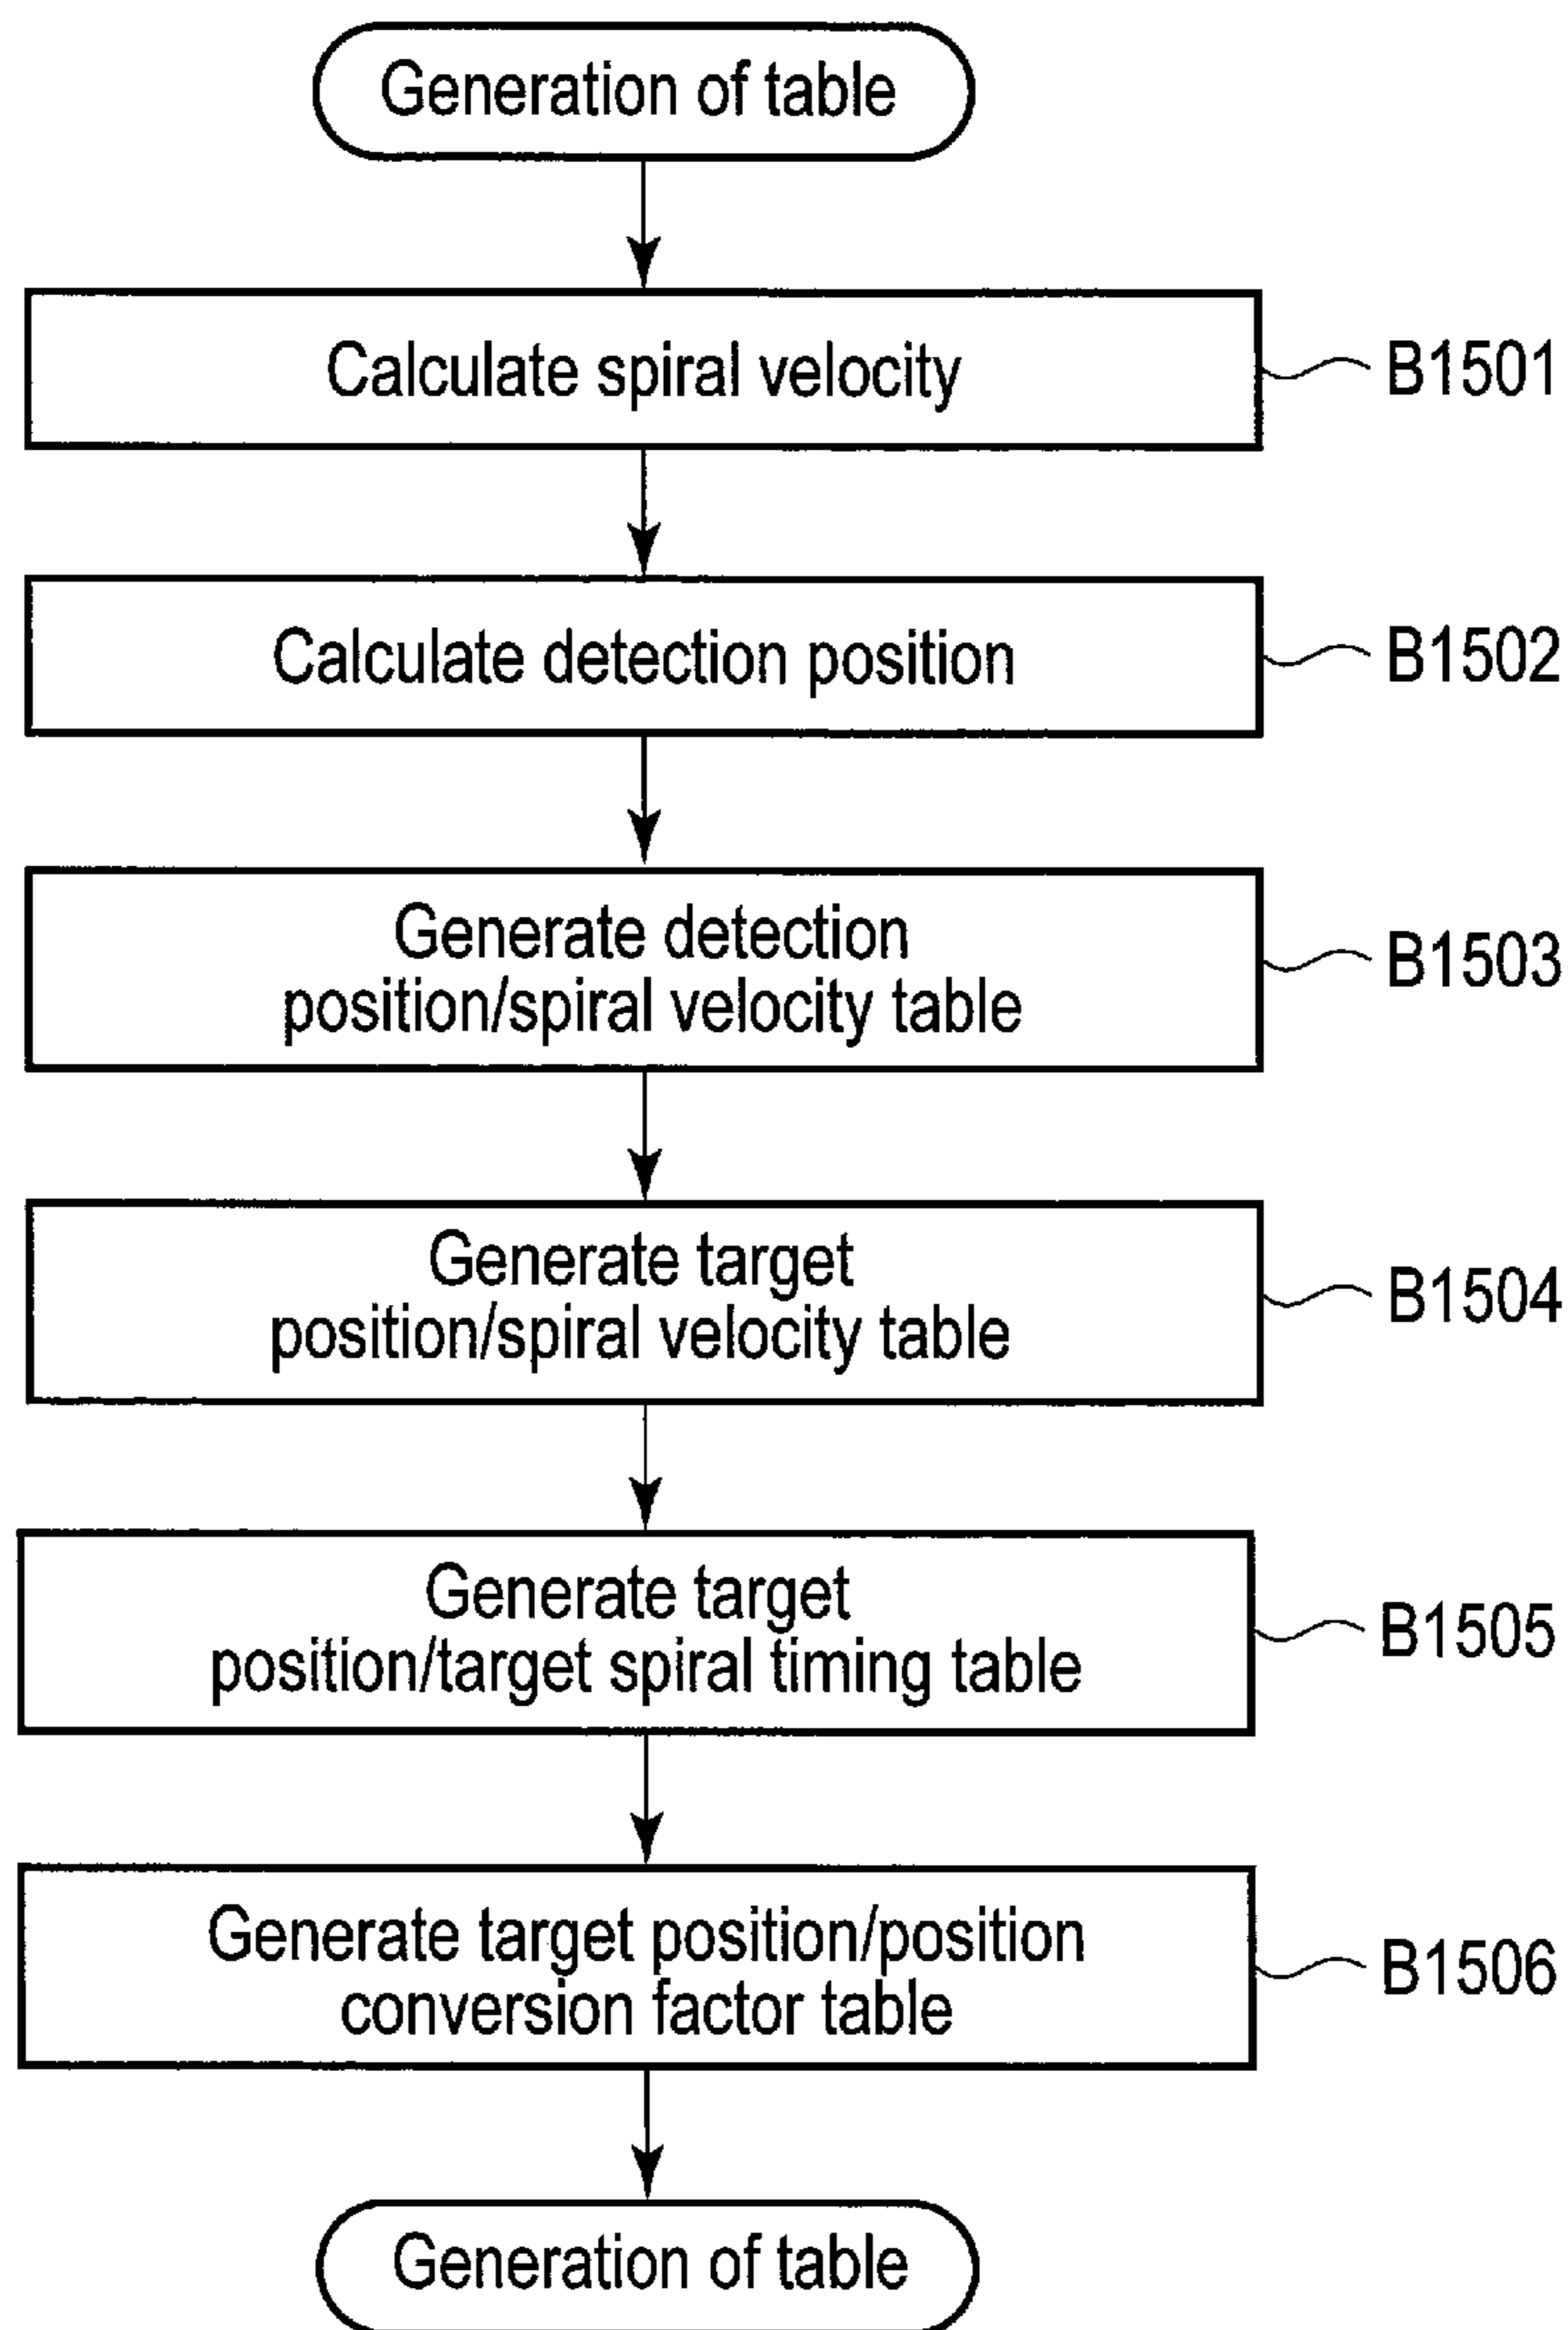 Generation of table
Calculate spiral velocity
B1501
Calculate detection position
B1502
Generate detection
position/spiral velocity table
B1503
Generate target
position/spiral velocity table
B1504
Generate target
position/target spiral timing table
B1505
Generate target position/position
conversion factor table
B1506
Generation of table